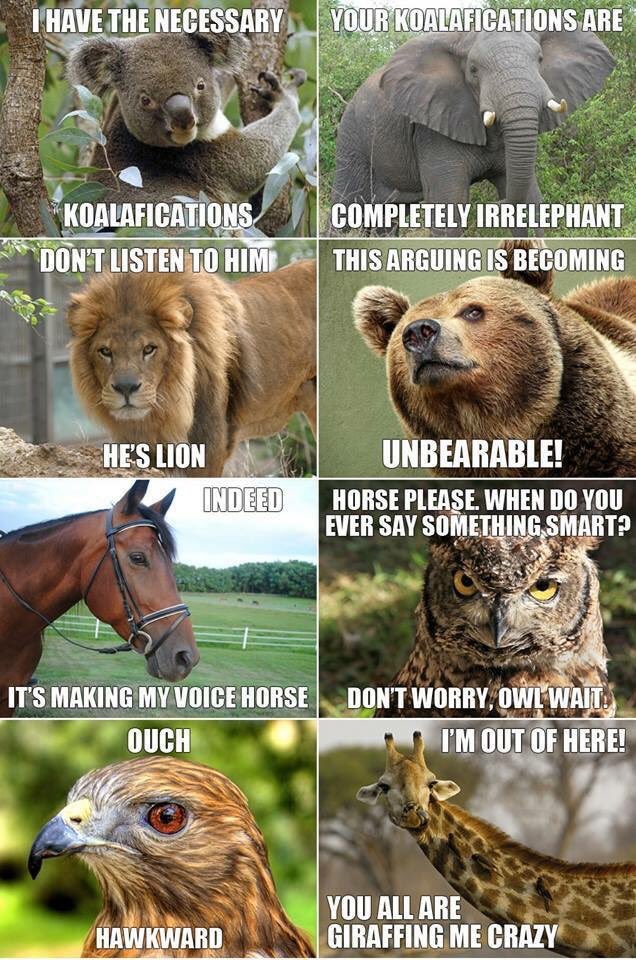 I HAVE THE NECESSARY
KOALAFICATIONS
YOUR KOALAFICATIONS ARE
COMPLETELY IRRELEPHANT
DON'T LISTEN TO HIM
HE'S LION
THIS ARGUING IS BECOMING
UNBEARABLE!
INDEED
IT'S MAKING MY VOICE HORSE
HORSE PLEASE. WHEN DO YOU
EVER SAY SOMETHING SMART?
DON'T WORRY, OWL WAIT.
OUCH
HAWKWARD
I'M OUT OF HERE!
YOU ALL ARE
GIRAFFING ME CRAZY